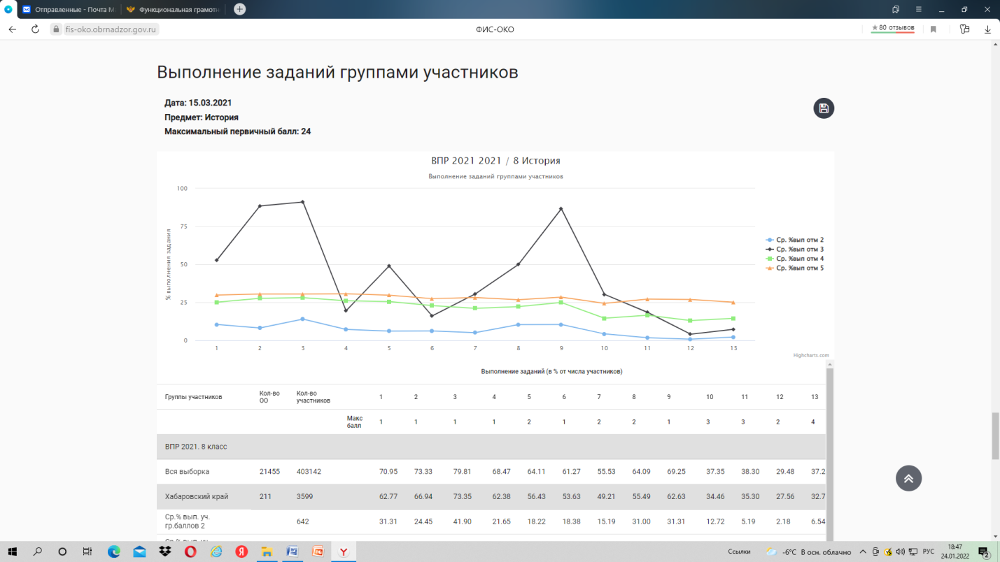 Отправленные - Почта M
Функциональная грамотн
fis-oko.obrnadzor.gov.ru
ФИС-ОКО
★ 80 отзывов
Выполнение заданий группами участников
Дата: 15.03.2021
Предмет: История
Максимальный первичный балл: 24
ВПР 2021 2021 / 8 История
Выполнение заданий группами участников
% выполнения задания
100
75
50
25
0
1 2 3 4 5 6 7 8 9 10 11 12 13
Ср. %вып отм 2
Ср. %вып отм 3
Ср. %вып отм 4
Ср. %вып отм 5
Highcharts.com
Выполнение заданий (в % от числа участников)
Группы участников Кол-во ОО Кол-во участников 1 2 3 4 5 6 7 8 9 10 11 12 13
Макс балл 1 1 1 1 2 1 2 2 1 3 3 2 4
ВПР 2021. 8 класс
Вся выборка 21455 403142 70.95 73.33 79.81 68.47 64.11 61.27 55.53 64.09 69.25 37.35 38.30 29.48 37.2
Хабаровский край 211 3599 62.77 66.94 73.35 62.38 56.43 53.63 49.21 55.49 62.63 34.46 35.30 27.56 32.7
Ср.% вып. уч. гр.баллов 2 642 31.31 24.45 41.90 21.65 18.22 18.38 15.19 31.00 31.31 12.72 5.19 2.18 6.54
Ссылки
-6°C В осн. облачно
РУС
18:47
24.01.2022
2